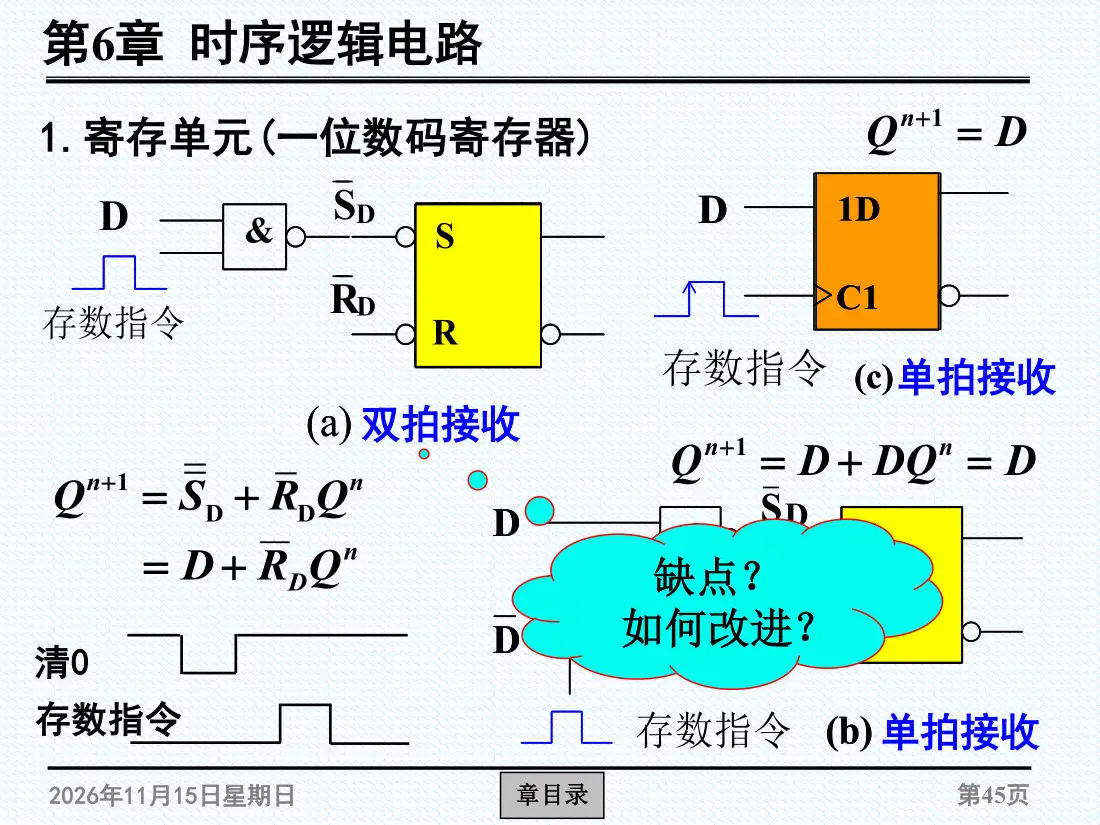 第6章 时序逻辑电路
1.寄存单元(一位数码寄存器)
Qⁿ⁺¹ = D
D
&
S̅D
S
R̅D
R
存数指令
(a) 双拍接收
D
1D
C1
存数指令
(c)单拍接收
Qⁿ⁺¹ = S̿D + R̅DQⁿ
= D + R̅DQⁿ
Qⁿ⁺¹ = D + DQⁿ = D
D
S̅D
缺点?
如何改进?
D̅
清0
存数指令
存数指令
(b) 单拍接收
2026年11月15日星期日
章目录
第45页